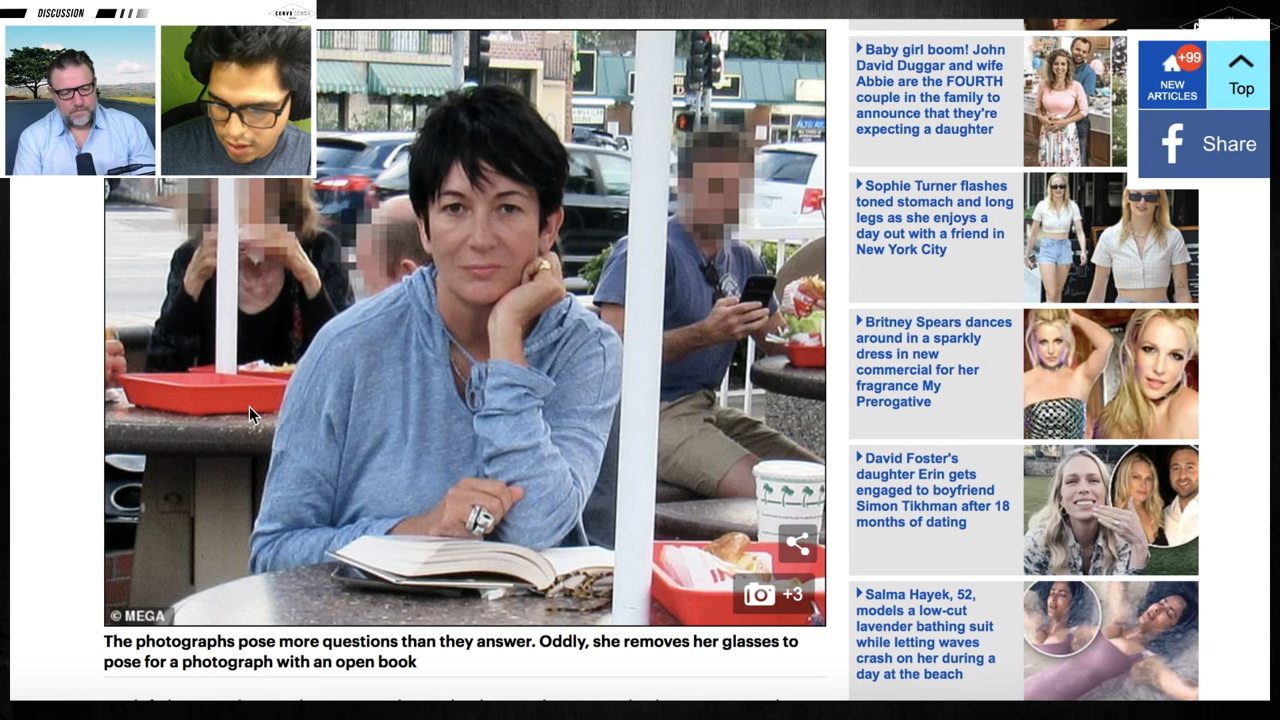 DISCUSSION
Baby girl boom! John
David Duggar and wife
Abbie are the FOURTH
couple in the family to
announce that they're
expecting a daughter
Sophie Turner flashes
toned stomach and long
legs as she enjoys a
day out with a friend in
New York City
Britney Spears dances
around in a sparkly
dress in new
commercial for her
fragrance My
Prerogative
David Foster's
daughter Erin gets
engaged to boyfriend
Simon Tikhman after 18
months of dating
Salma Hayek, 52,
models a low-cut
lavender bathing suit
while letting waves
crash on her during a
day at the beach
+99
NEW
ARTICLES
Top
Share
+3
© MEGA
The photographs pose more questions than they answer. Oddly, she removes her glasses to
pose for a photograph with an open book